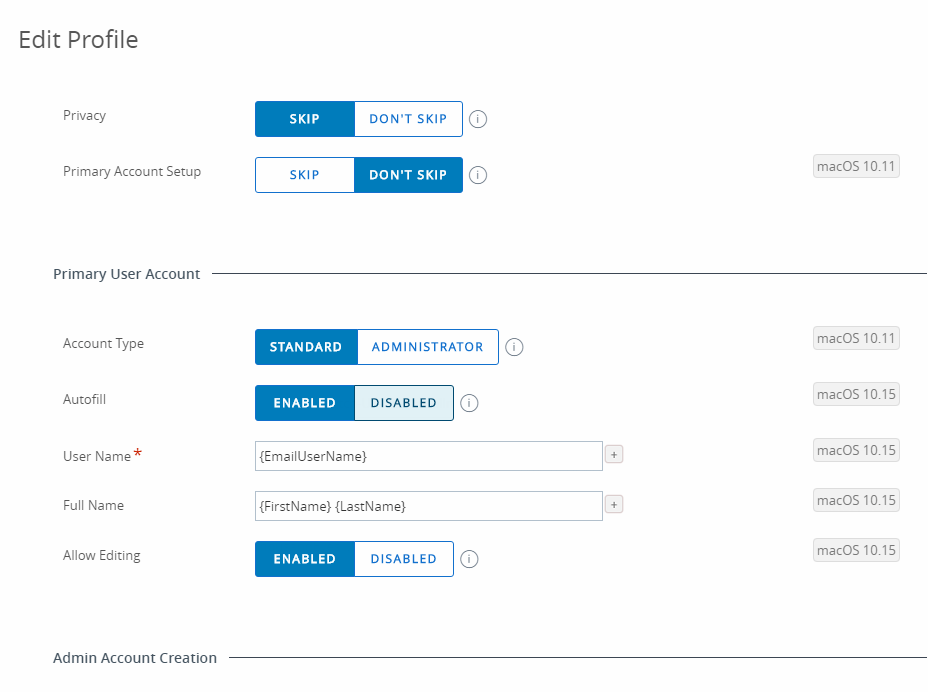 Edit Profile
Privacy SKIP DON'T SKIP i
Primary Account Setup SKIP DON'T SKIP i macOS 10.11
Primary User Account
Account Type STANDARD ADMINISTRATOR i macOS 10.11
Autofill ENABLED DISABLED i macOS 10.15
User Name* {EmailUserName} + macOS 10.15
Full Name {FirstName} {LastName} + macOS 10.15
Allow Editing ENABLED DISABLED i macOS 10.15
Admin Account Creation